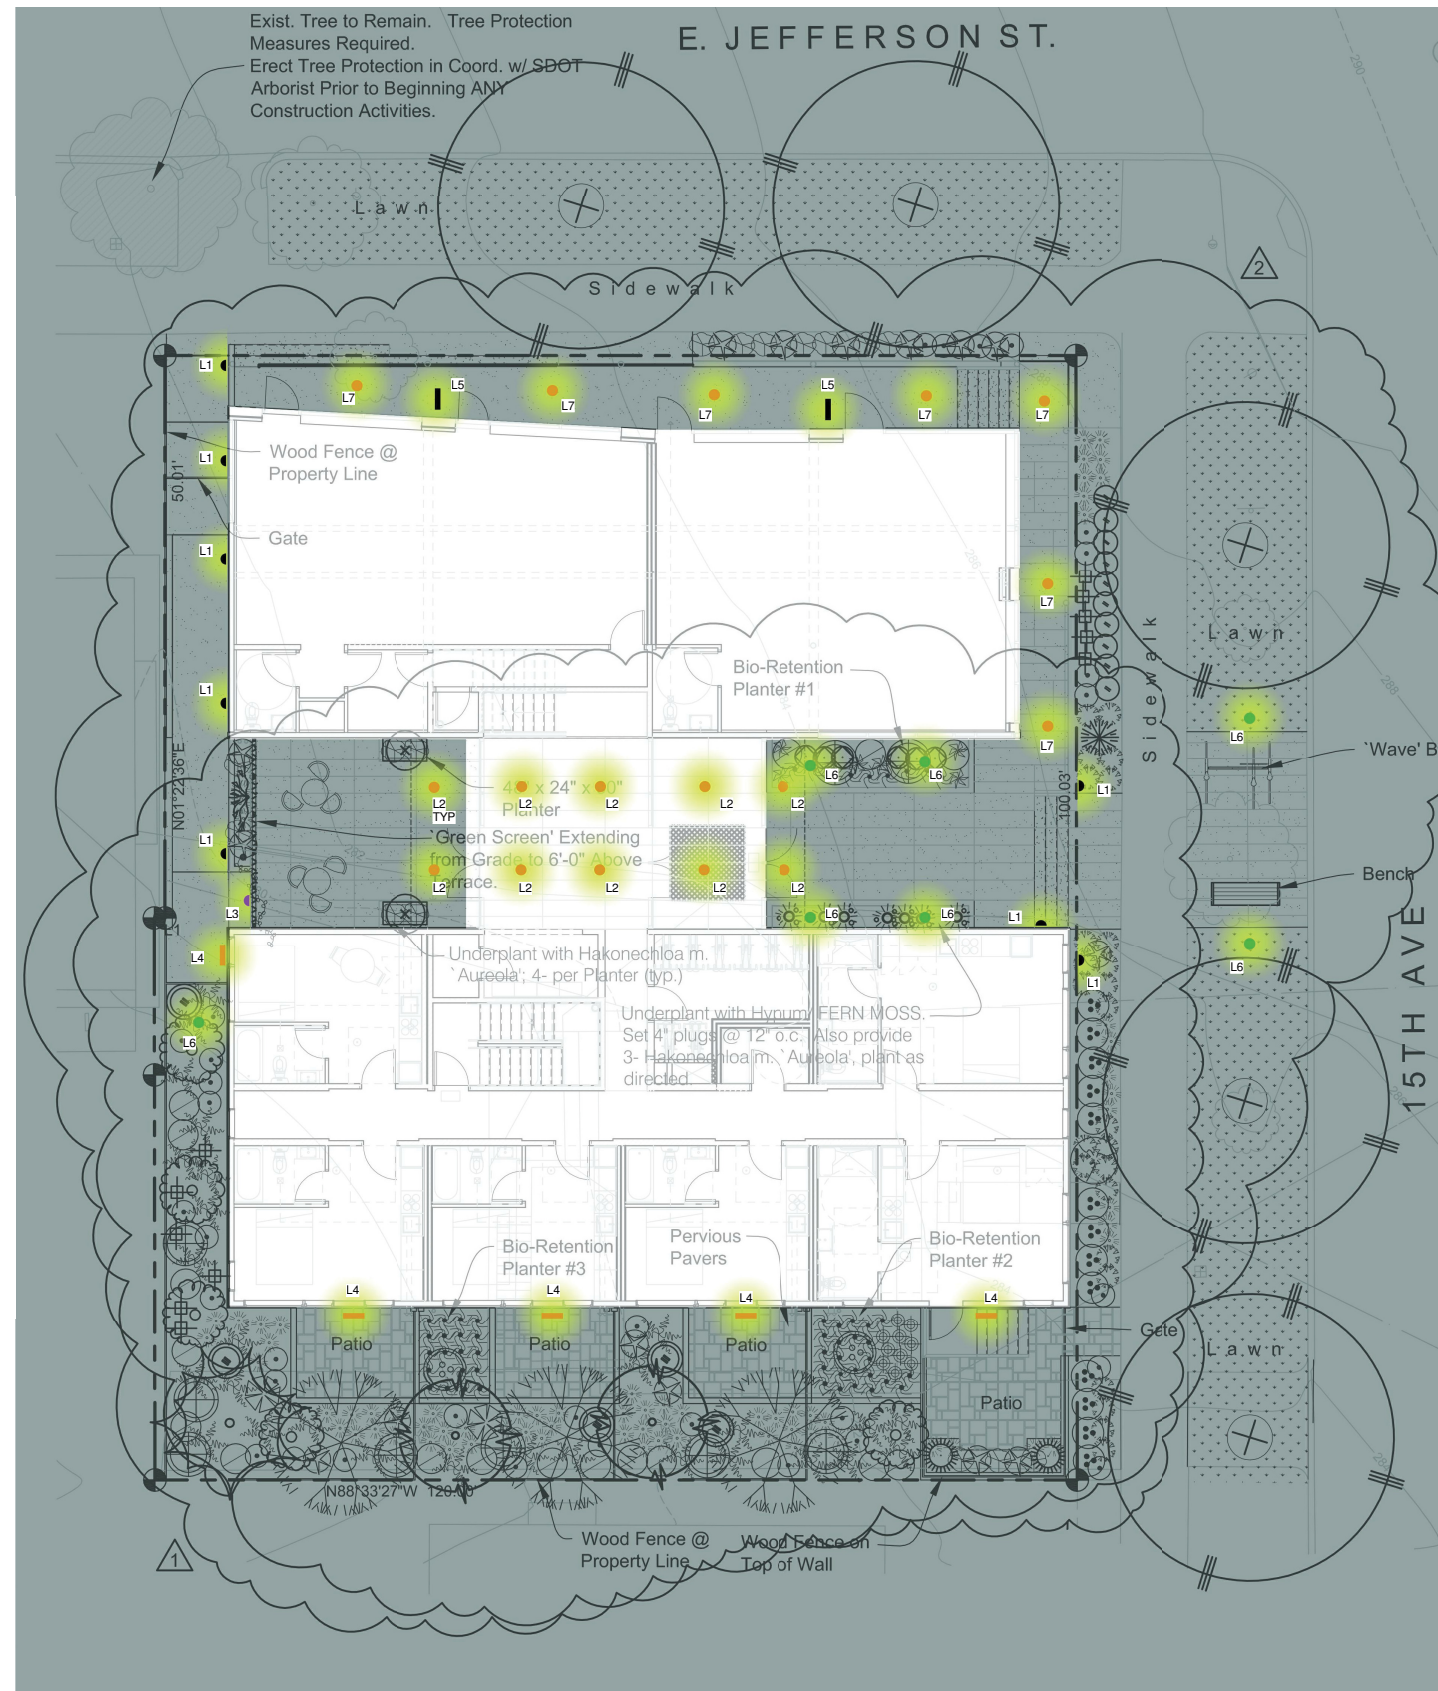 Exist. Tree to Remain. Tree Protection
Measures Required.
Erect Tree Protection in Coord. w/ SDOT
Arborist Prior to Beginning ANY
Construction Activities.
E. JEFFERSON ST.
280
Lawn
Sidewalk
2
L1
L7
L5
L7
L7
L5
L7
L7
Wood Fence @
Property Line
50.01'
L1
Gate
L1
286
L7
Lawn
Sidewalk
Bio-Retention
Planter #1
288
L1
L7
L6
`Wave' B
N01°22'36"E
100.03'
L2
TYP
L2
L2
L2
L2
L6
L6
L1
Planter
`Green Screen' Extending
from Grade to 6'-0" Above
Terrace.
L1
L2
L2
L2
L2
L2
Bench
L3
L6
L6
L1
L1
L4
Underplant with Hakonechloa m.
`Aureola'; 4- per Planter (typ.)
L6
L1
15TH AVE
Underplant with Hypum/ FERN MOSS.
Set 4" plugs @ 12" o.c. Also provide
3- Hakonechloa m. `Aureola', plant as
directed.
L6
Bio-Retention
Planter #3
Pervious
Pavers
Bio-Retention
Planter #2
L4
L4
L4
L4
Patio
Patio
Patio
Gate
Lawn
Patio
N88°33'27"W 120.00'
Wood Fence @
Property Line
Wood Fence on
Top of Wall
1